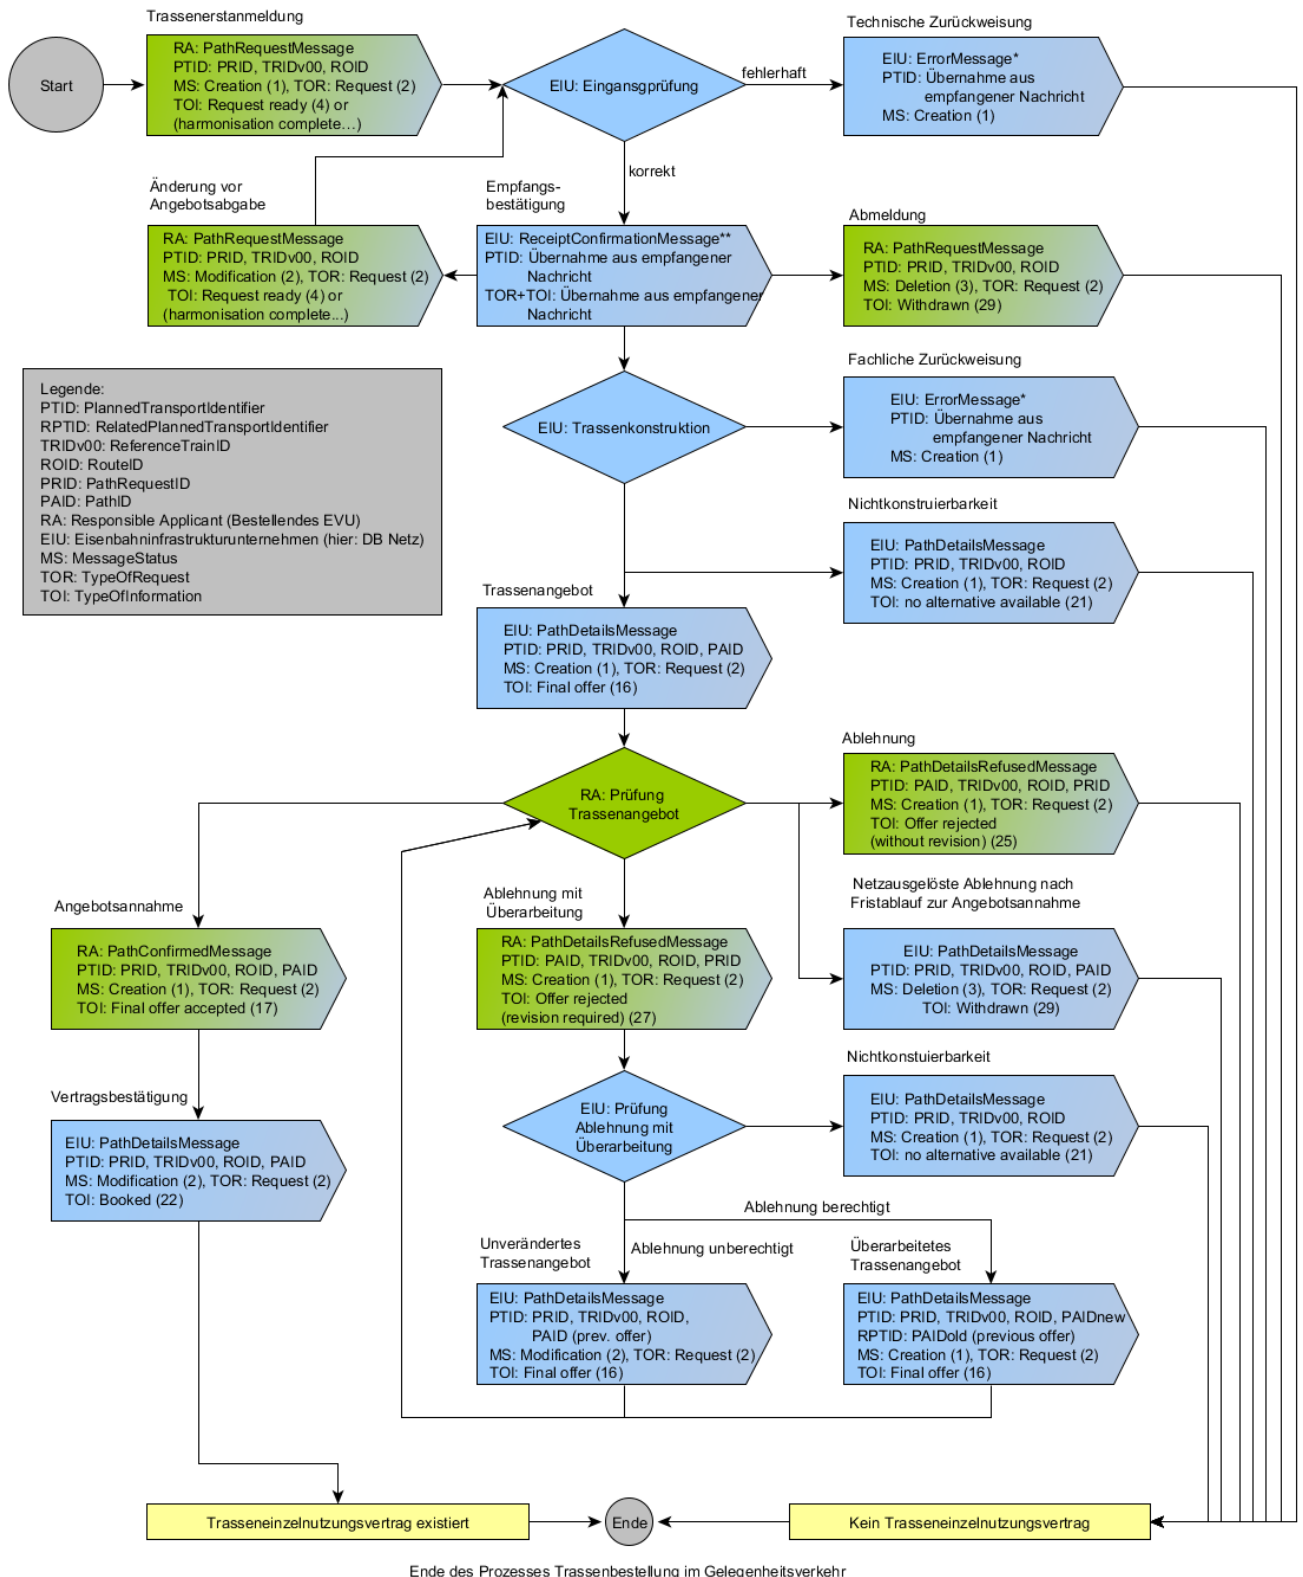 Trassenerstanmeldung
Technische Zurückweisung
Start
RA: PathRequestMessage
PTID: PRID, TRIDv00, ROID
MS: Creation (1), TOR: Request (2)
TOI: Request ready (4) or
(harmonisation complete…)
EIU: Eingansgprüfung
fehlerhaft
EIU: ErrorMessage*
PTID: Übernahme aus
empfangener Nachricht
MS: Creation (1)
korrekt
Änderung vor
Angebotsabgabe
Empfangs-
bestätigung
Abmeldung
RA: PathRequestMessage
PTID: PRID, TRIDv00, ROID
MS: Modification (2), TOR: Request (2)
TOI: Request ready (4) or
(harmonisation complete...)
EIU: ReceiptConfirmationMessage**
PTID: Übernahme aus empfangener
Nachricht
TOR+TOI: Übernahme aus empfangener
Nachricht
RA: PathRequestMessage
PTID: PRID, TRIDv00, ROID
MS: Deletion (3), TOR: Request (2)
TOI: Withdrawn (29)
Legende:
PTID: PlannedTransportIdentifier
RPTID: RelatedPlannedTransportIdentifier
TRIDv00: ReferenceTrainID
ROID: RouteID
PRID: PathRequestID
PAID: PathID
RA: Responsible Applicant (Bestellendes EVU)
EIU: Eisenbahninfrastrukturunternehmen (hier: DB Netz)
MS: MessageStatus
TOR: TypeOfRequest
TOI: TypeOfInformation
Fachliche Zurückweisung
EIU: Trassenkonstruktion
EIU: ErrorMessage*
PTID: Übernahme aus
empfangener Nachricht
MS: Creation (1)
Nichtkonstruierbarkeit
EIU: PathDetailsMessage
PTID: PRID, TRIDv00, ROID
MS: Creation (1), TOR: Request (2)
TOI: no alternative available (21)
Trassenangebot
EIU: PathDetailsMessage
PTID: PRID, TRIDv00, ROID, PAID
MS: Creation (1), TOR: Request (2)
TOI: Final offer (16)
RA: Prüfung
Trassenangebot
Ablehnung
RA: PathDetailsRefusedMessage
PTID: PAID, TRIDv00, ROID, PRID
MS: Creation (1), TOR: Request (2)
TOI: Offer rejected
(without revision) (25)
Angebotsannahme
Ablehnung mit
Überarbeitung
Netzausgelöste Ablehnung nach
Fristablauf zur Angebotsannahme
RA: PathConfirmedMessage
PTID: PRID, TRIDv00, ROID, PAID
MS: Creation (1), TOR: Request (2)
TOI: Final offer accepted (17)
RA: PathDetailsRefusedMessage
PTID: PAID, TRIDv00, ROID, PRID
MS: Creation (1), TOR: Request (2)
TOI: Offer rejected
(revision required) (27)
EIU: PathDetailsMessage
PTID: PRID, TRIDv00, ROID, PAID
MS: Deletion (3), TOR: Request (2)
TOI: Withdrawn (29)
Vertragsbestätigung
Nichtkonstuierbarkeit
EIU: PathDetailsMessage
PTID: PRID, TRIDv00, ROID, PAID
MS: Modification (2), TOR: Request (2)
TOI: Booked (22)
EIU: Prüfung
Ablehnung mit
Überarbeitung
EIU: PathDetailsMessage
PTID: PRID, TRIDv00, ROID
MS: Creation (1), TOR: Request (2)
TOI: no alternative available (21)
Ablehnung berechtigt
Unverändertes
Trassenangebot
Ablehnung unberechtigt
Überarbeitetes
Trassenangebot
EIU: PathDetailsMessage
PTID: PRID, TRIDv00, ROID,
PAID (prev. offer)
MS: Modification (2), TOR: Request (2)
TOI: Final offer (16)
EIU: PathDetailsMessage
PTID: PRID, TRIDv00, ROID, PAIDnew
RPTID: PAIDold (previous offer)
MS: Creation (1), TOR: Request (2)
TOI: Final offer (16)
Trasseneinzelnutzungsvertrag existiert
Ende
Kein Trasseneinzelnutzungsvertrag
Ende des Prozesses Trassenbestellung im Gelegenheitsverkehr